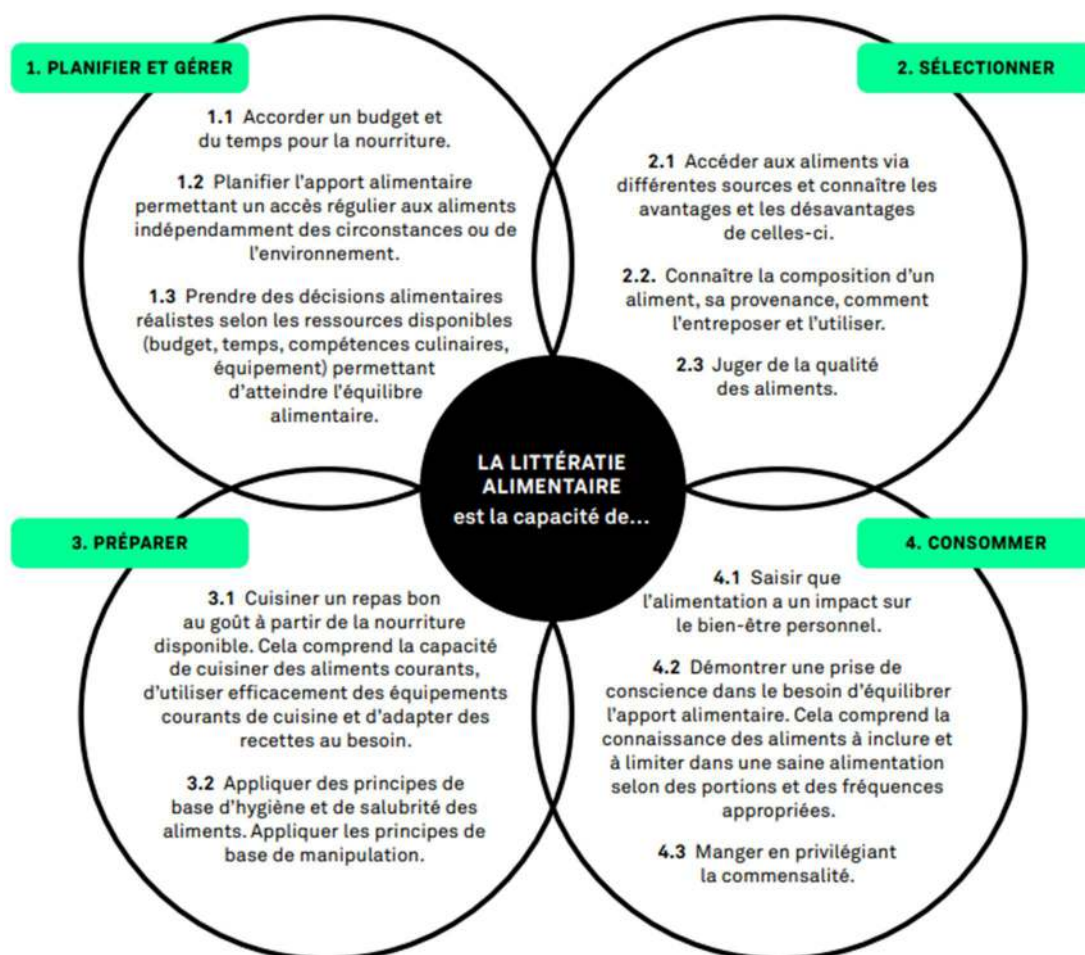 1. PLANIFIER ET GÉRER
1.1 Accorder un budget et
du temps pour la nourriture.
1.2 Planifier l'apport alimentaire
permettant un accès régulier aux aliments
indépendamment des circonstances ou de
l'environnement.
1.3 Prendre des décisions alimentaires
réalistes selon les ressources disponibles
(budget, temps, compétences culinaires,
équipement) permettant
d'atteindre l'équilibre
alimentaire.
2. SÉLECTIONNER
2.1 Accéder aux aliments via
différentes sources et connaître les
avantages et les désavantages
de celles-ci.
2.2. Connaître la composition d'un
aliment, sa provenance, comment
l'entreposer et l'utiliser.
2.3 Juger de la qualité
des aliments.
LA LITTÉRATIE
ALIMENTAIRE
est la capacité de...
3. PRÉPARER
3.1 Cuisiner un repas bon
au goût à partir de la nourriture
disponible. Cela comprend la capacité
de cuisiner des aliments courants,
d'utiliser efficacement des équipements
courants de cuisine et d'adapter des
recettes au besoin.
3.2 Appliquer des principes de
base d'hygiène et de salubrité des
aliments. Appliquer les principes de
base de manipulation.
4. CONSOMMER
4.1 Saisir que
l'alimentation a un impact sur
le bien-être personnel.
4.2 Démontrer une prise de
conscience dans le besoin d'équilibrer
l'apport alimentaire. Cela comprend la
connaissance des aliments à inclure et
à limiter dans une saine alimentation
selon des portions et des fréquences
appropriées.
4.3 Manger en privilégiant
la commensalité.